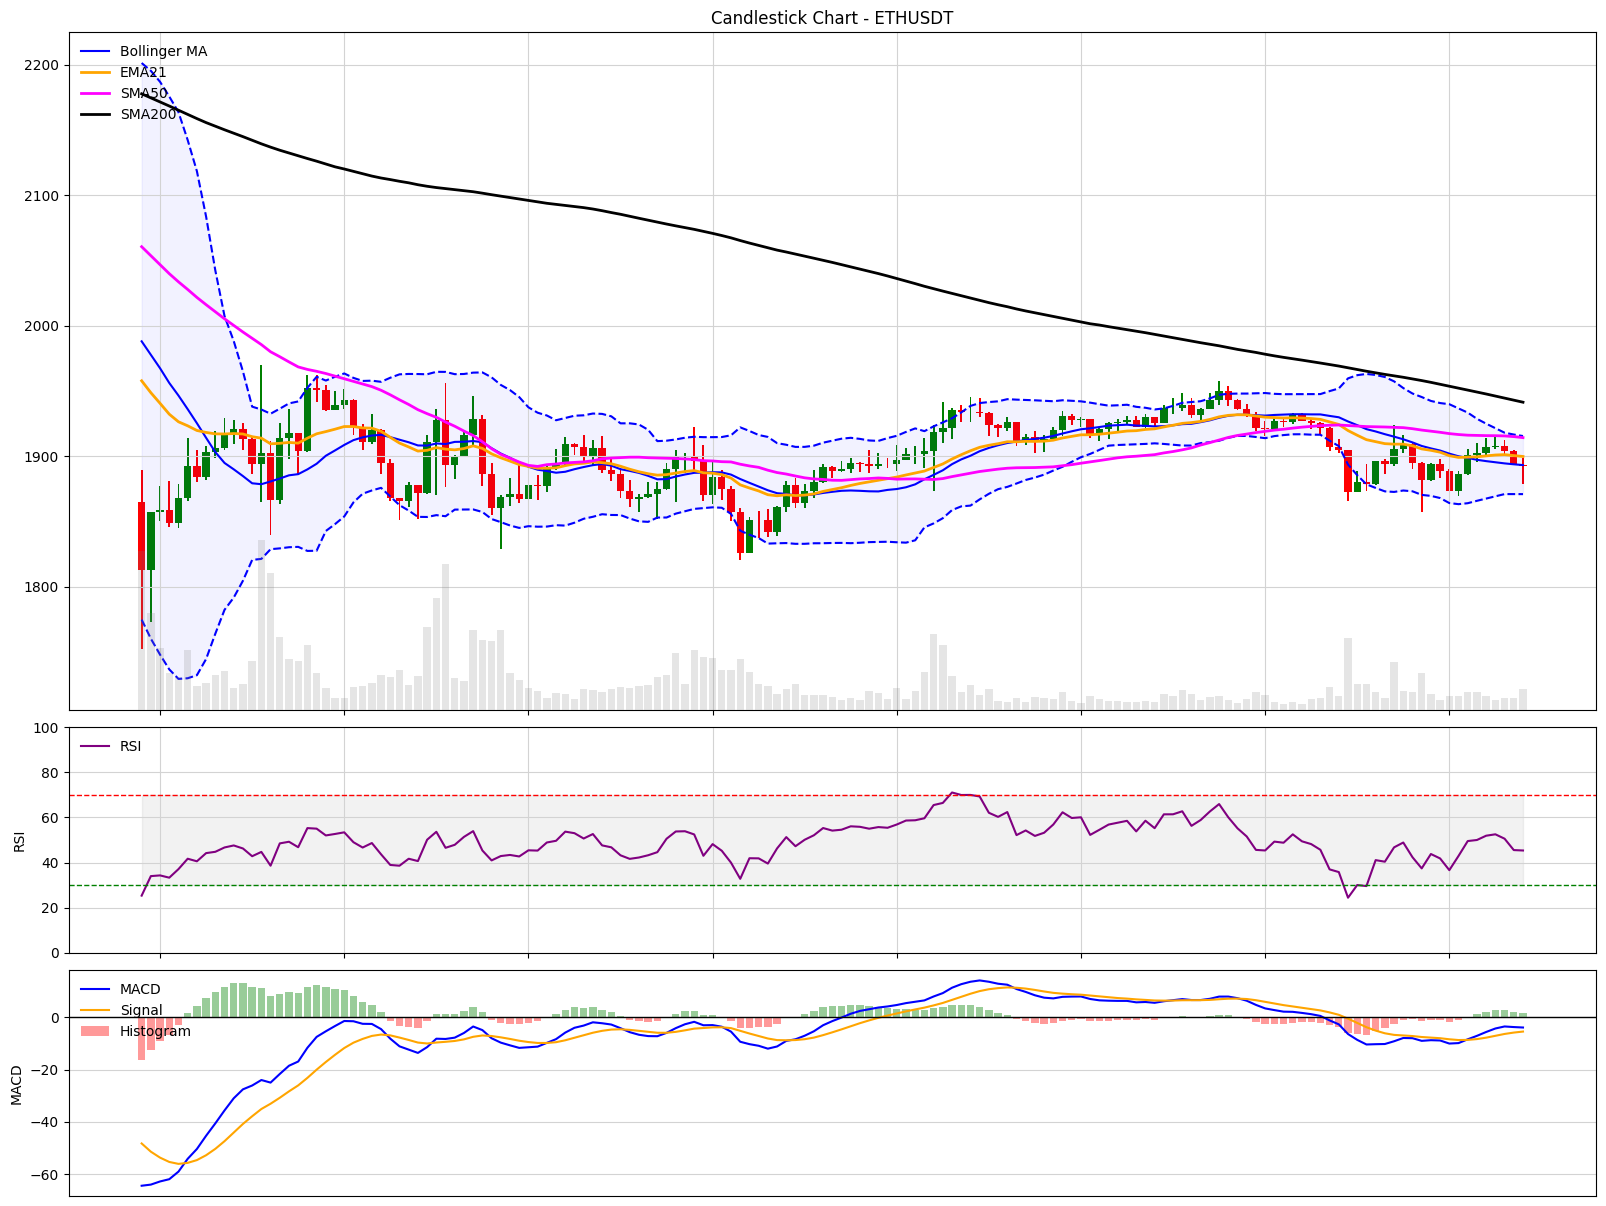 Candlestick Chart - ETHUSDT
Bollinger MA
EMA21
SMA50
SMA200
2200
2100
2000
1900
1800
RSI
100
80
60
40
20
0
RSI
MACD
Signal
Histogram
0
−20
−40
−60
MACD